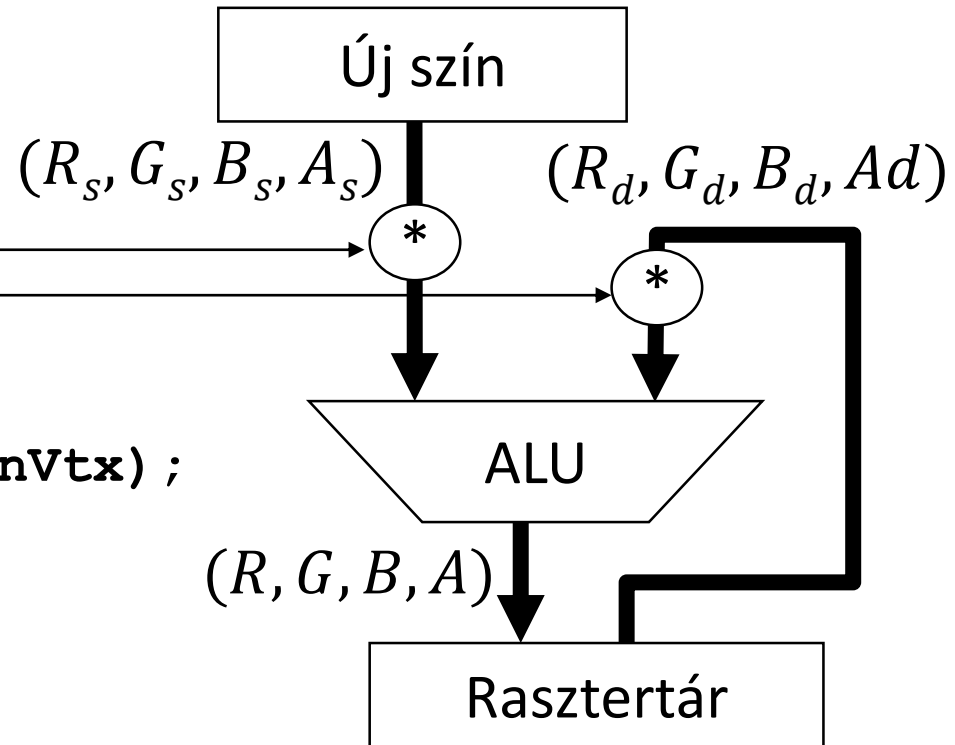 Új szín
(R_s, G_s, B_s, A_s)
(R_d, G_d, B_d, Ad)
*
*
nVtx);
ALU
(R, G, B, A)
Rasztertár